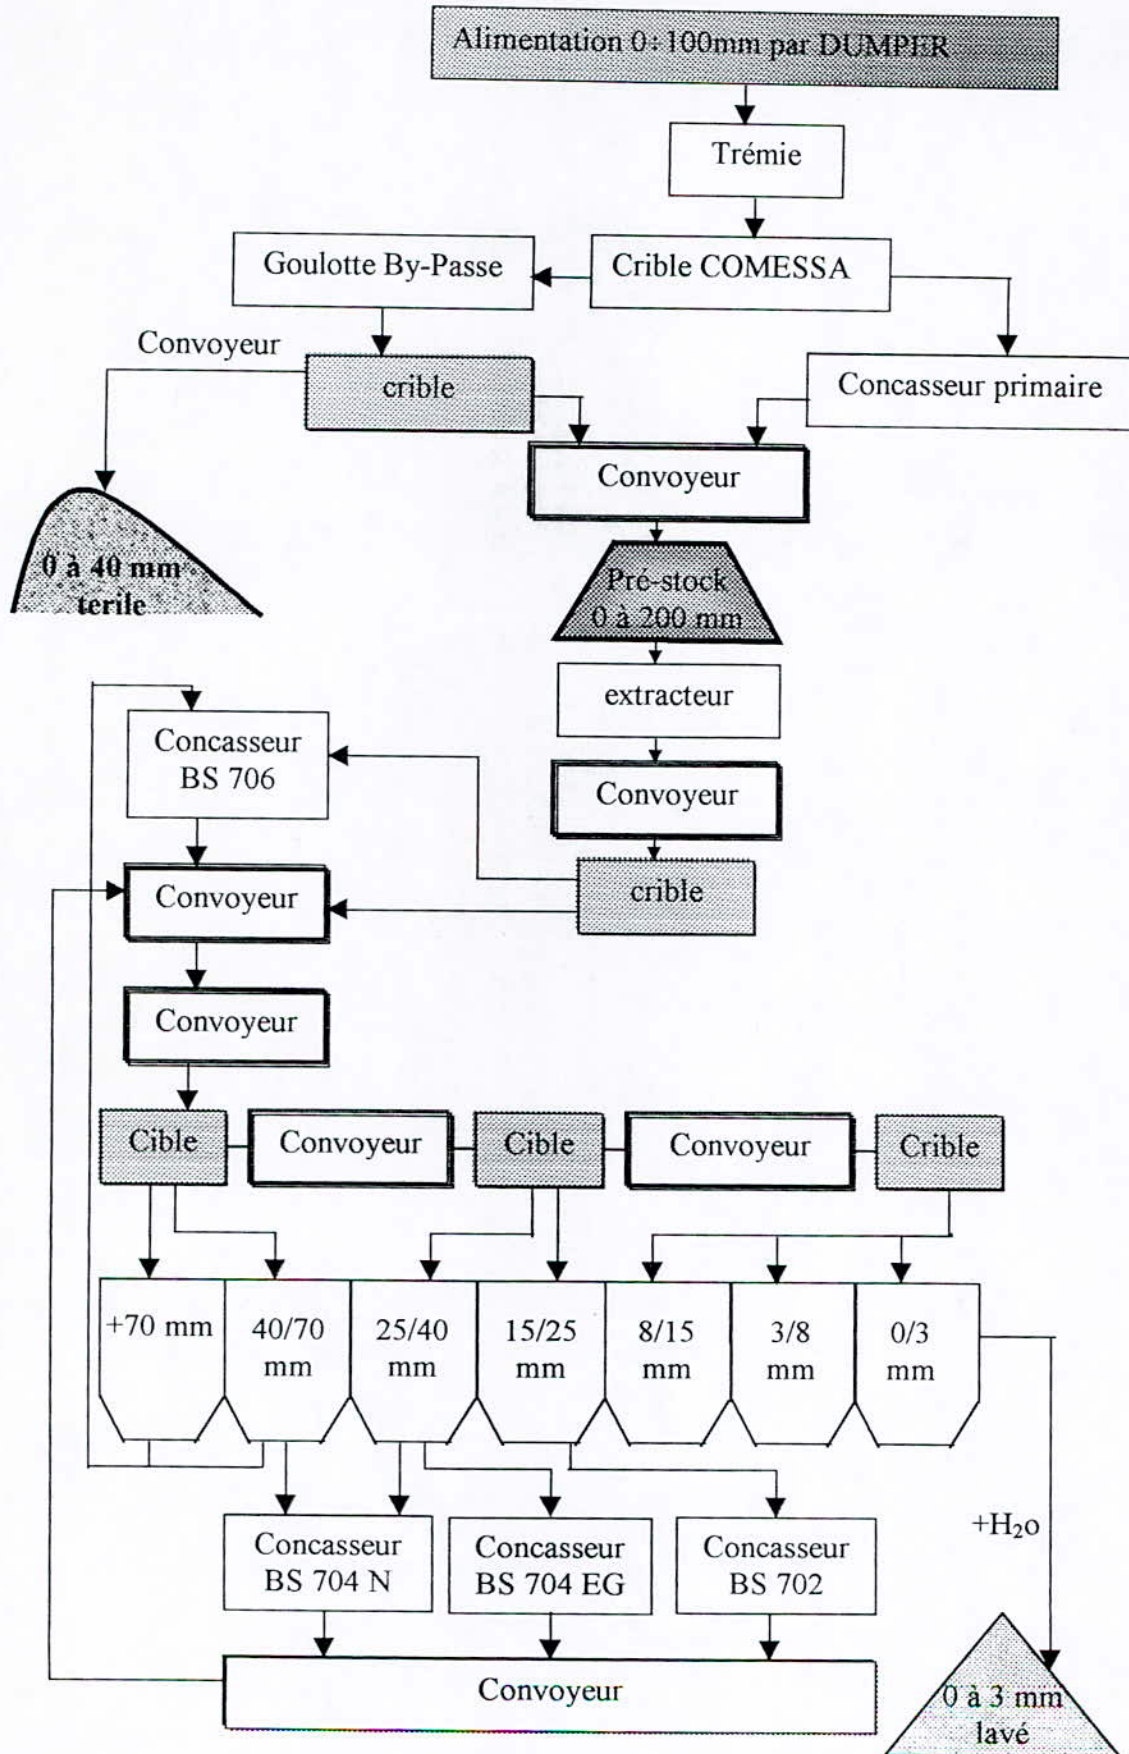 Alimentation 0÷100mm par DUMPER
Trémie
Goulotte By-Passe
Crible COMESSA
Convoyeur
crible
Concasseur primaire
Convoyeur
0 à 40 mm
terile
Pré-stock
0 à 200 mm
extracteur
Concasseur
BS 706
Convoyeur
crible
Convoyeur
Convoyeur
Cible
Convoyeur
Cible
Convoyeur
Crible
+70 mm
40/70
mm
25/40
mm
15/25
mm
8/15
mm
3/8
mm
0/3
mm
+H₂o
Concasseur
BS 704 N
Concasseur
BS 704 EG
Concasseur
BS 702
Convoyeur
0 à 3 mm
lavé